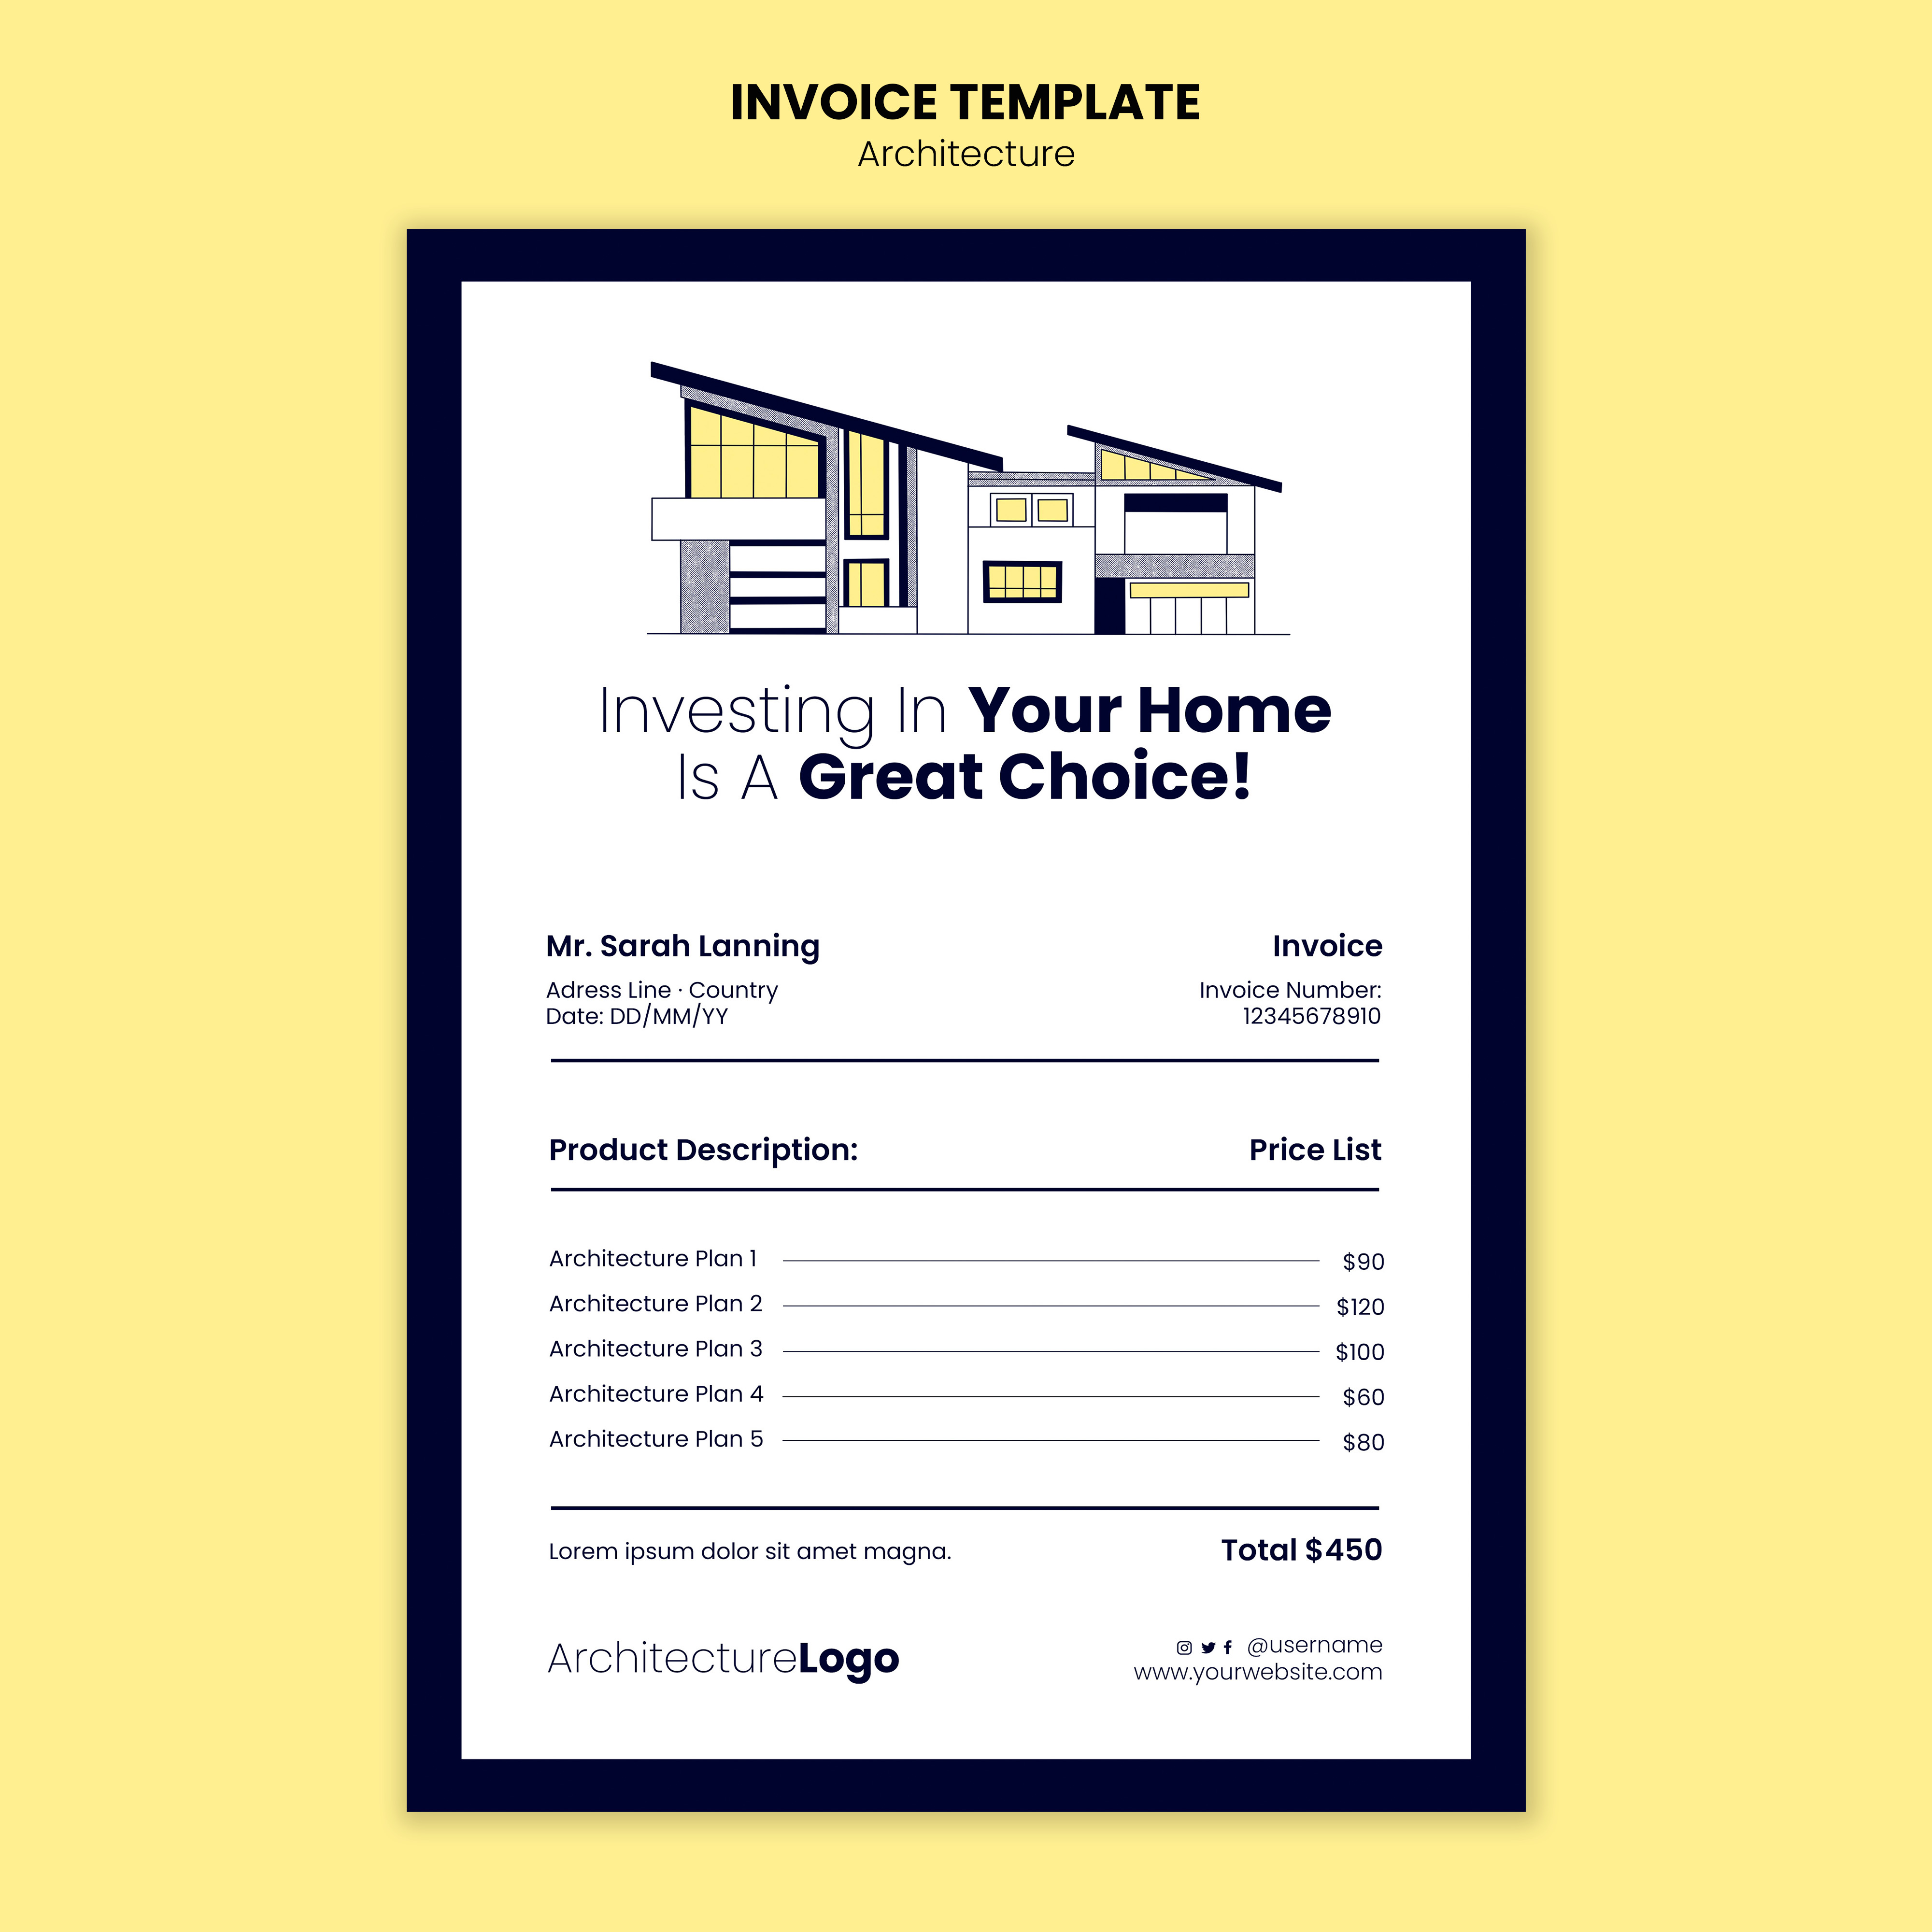 INVOICE TEMPLATE
Architecture
Investing In Your Home
Is A Great Choice!
Mr. Sarah Lanning
Adress Line · Country
Date: DD/MM/YY
Invoice
Invoice Number:
12345678910
Product Description: Price List
Architecture Plan 1 $90
Architecture Plan 2 $120
Architecture Plan 3 $100
Architecture Plan 4 $60
Architecture Plan 5 $80
Lorem ipsum dolor sit amet magna. Total $450
ArchitectureLogo
@username
www.yourwebsite.com